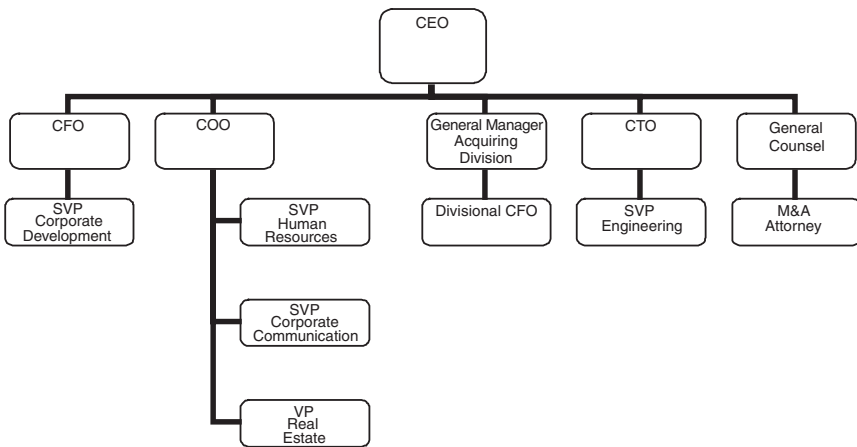 CEO
CFO
COO
General Manager
Acquiring
Division
CTO
General
Counsel
SVP
Corporate
Development
SVP
Human
Resources
Divisional CFO
SVP
Engineering
M&A
Attorney
SVP
Corporate
Communication
VP
Real
Estate